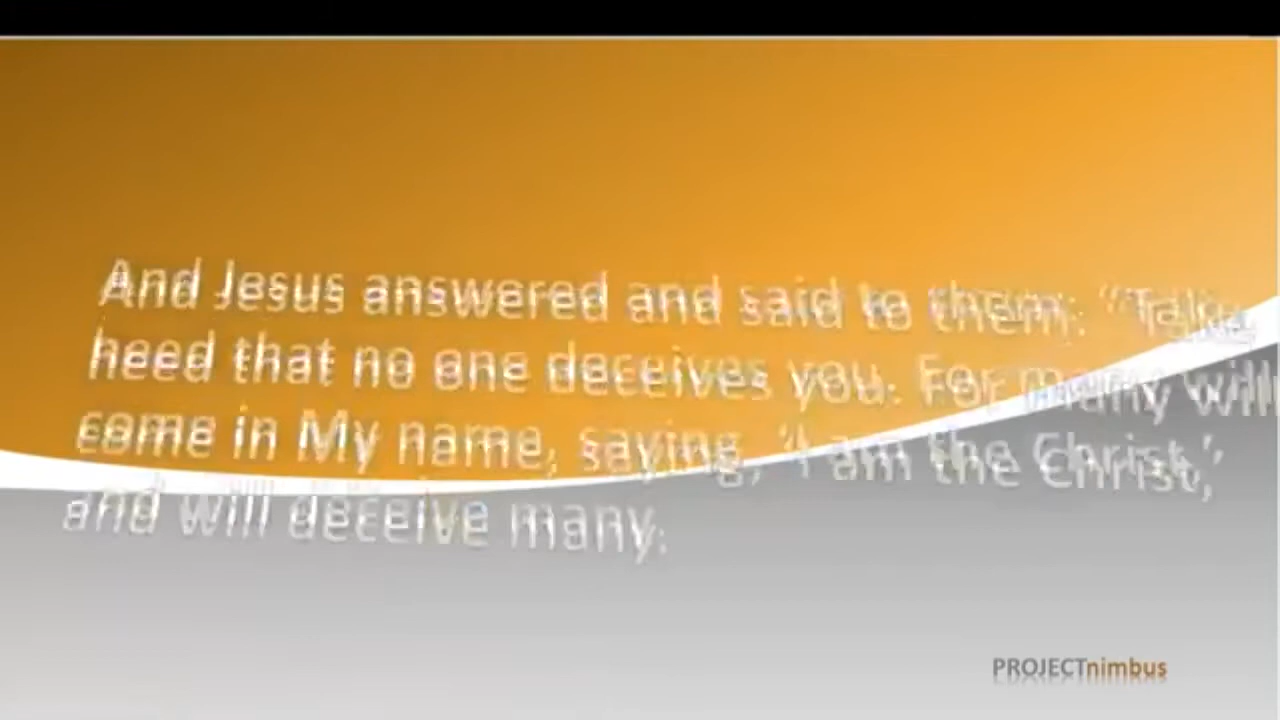 And Jesus answered and said to them: “Take
heed that no one deceives you. For many will
come in My name, saying, ‘I am the Christ,’
and will deceive many.
PROJECTnimbus